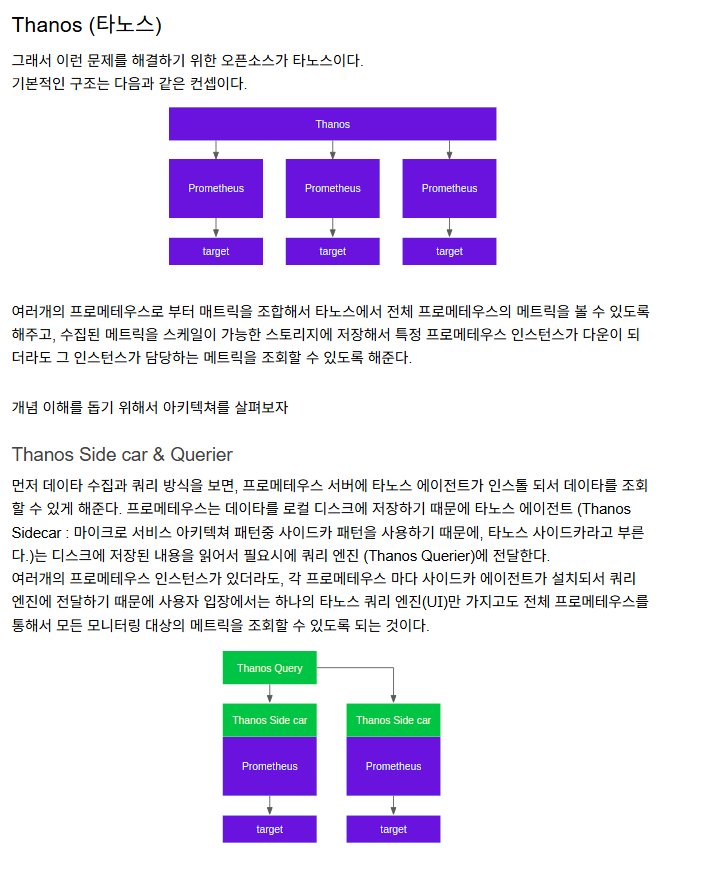 Thanos (타노스)
그래서 이런 문제를 해결하기 위한 오픈소스가 타노스이다.
기본적인 구조는 다음과 같은 컨셉이다.
Thanos
Prometheus Prometheus Prometheus
target target target
여러개의 프로메테우스로 부터 매트릭을 조합해서 타노스에서 전체 프로메테우스의 메트릭을 볼 수 있도록
해주고, 수집된 메트릭을 스케일이 가능한 스토리지에 저장해서 특정 프로메테우스 인스턴스가 다운이 되
더라도 그 인스턴스가 담당하는 메트릭을 조회할 수 있도록 해준다.
개념 이해를 돕기 위해서 아키텍쳐를 살펴보자
Thanos Side car & Querier
먼저 데이타 수집과 쿼리 방식을 보면, 프로메테우스 서버에 타노스 에이전트가 인스톨 되서 데이타를 조회
할 수 있게 해준다. 프로메테우스는 데이타를 로컬 디스크에 저장하기 때문에 타노스 에이전트 (Thanos
Sidecar : 마이크로 서비스 아키텍쳐 패턴중 사이드카 패턴을 사용하기 때문에, 타노스 사이드카라고 부른
다.)는 디스크에 저장된 내용을 읽어서 필요시에 쿼리 엔진 (Thanos Querier)에 전달한다.
여러개의 프로메테우스 인스턴스가 있더라도, 각 프로메테우스 마다 사이드카 에이전트가 설치되서 쿼리
엔진에 전달하기 때문에 사용자 입장에서는 하나의 타노스 쿼리 엔진(UI)만 가지고도 전체 프로메테우스를
통해서 모든 모니터링 대상의 메트릭을 조회할 수 있도록 되는 것이다.
Thanos Query
Thanos Side car Thanos Side car
Prometheus Prometheus
target target